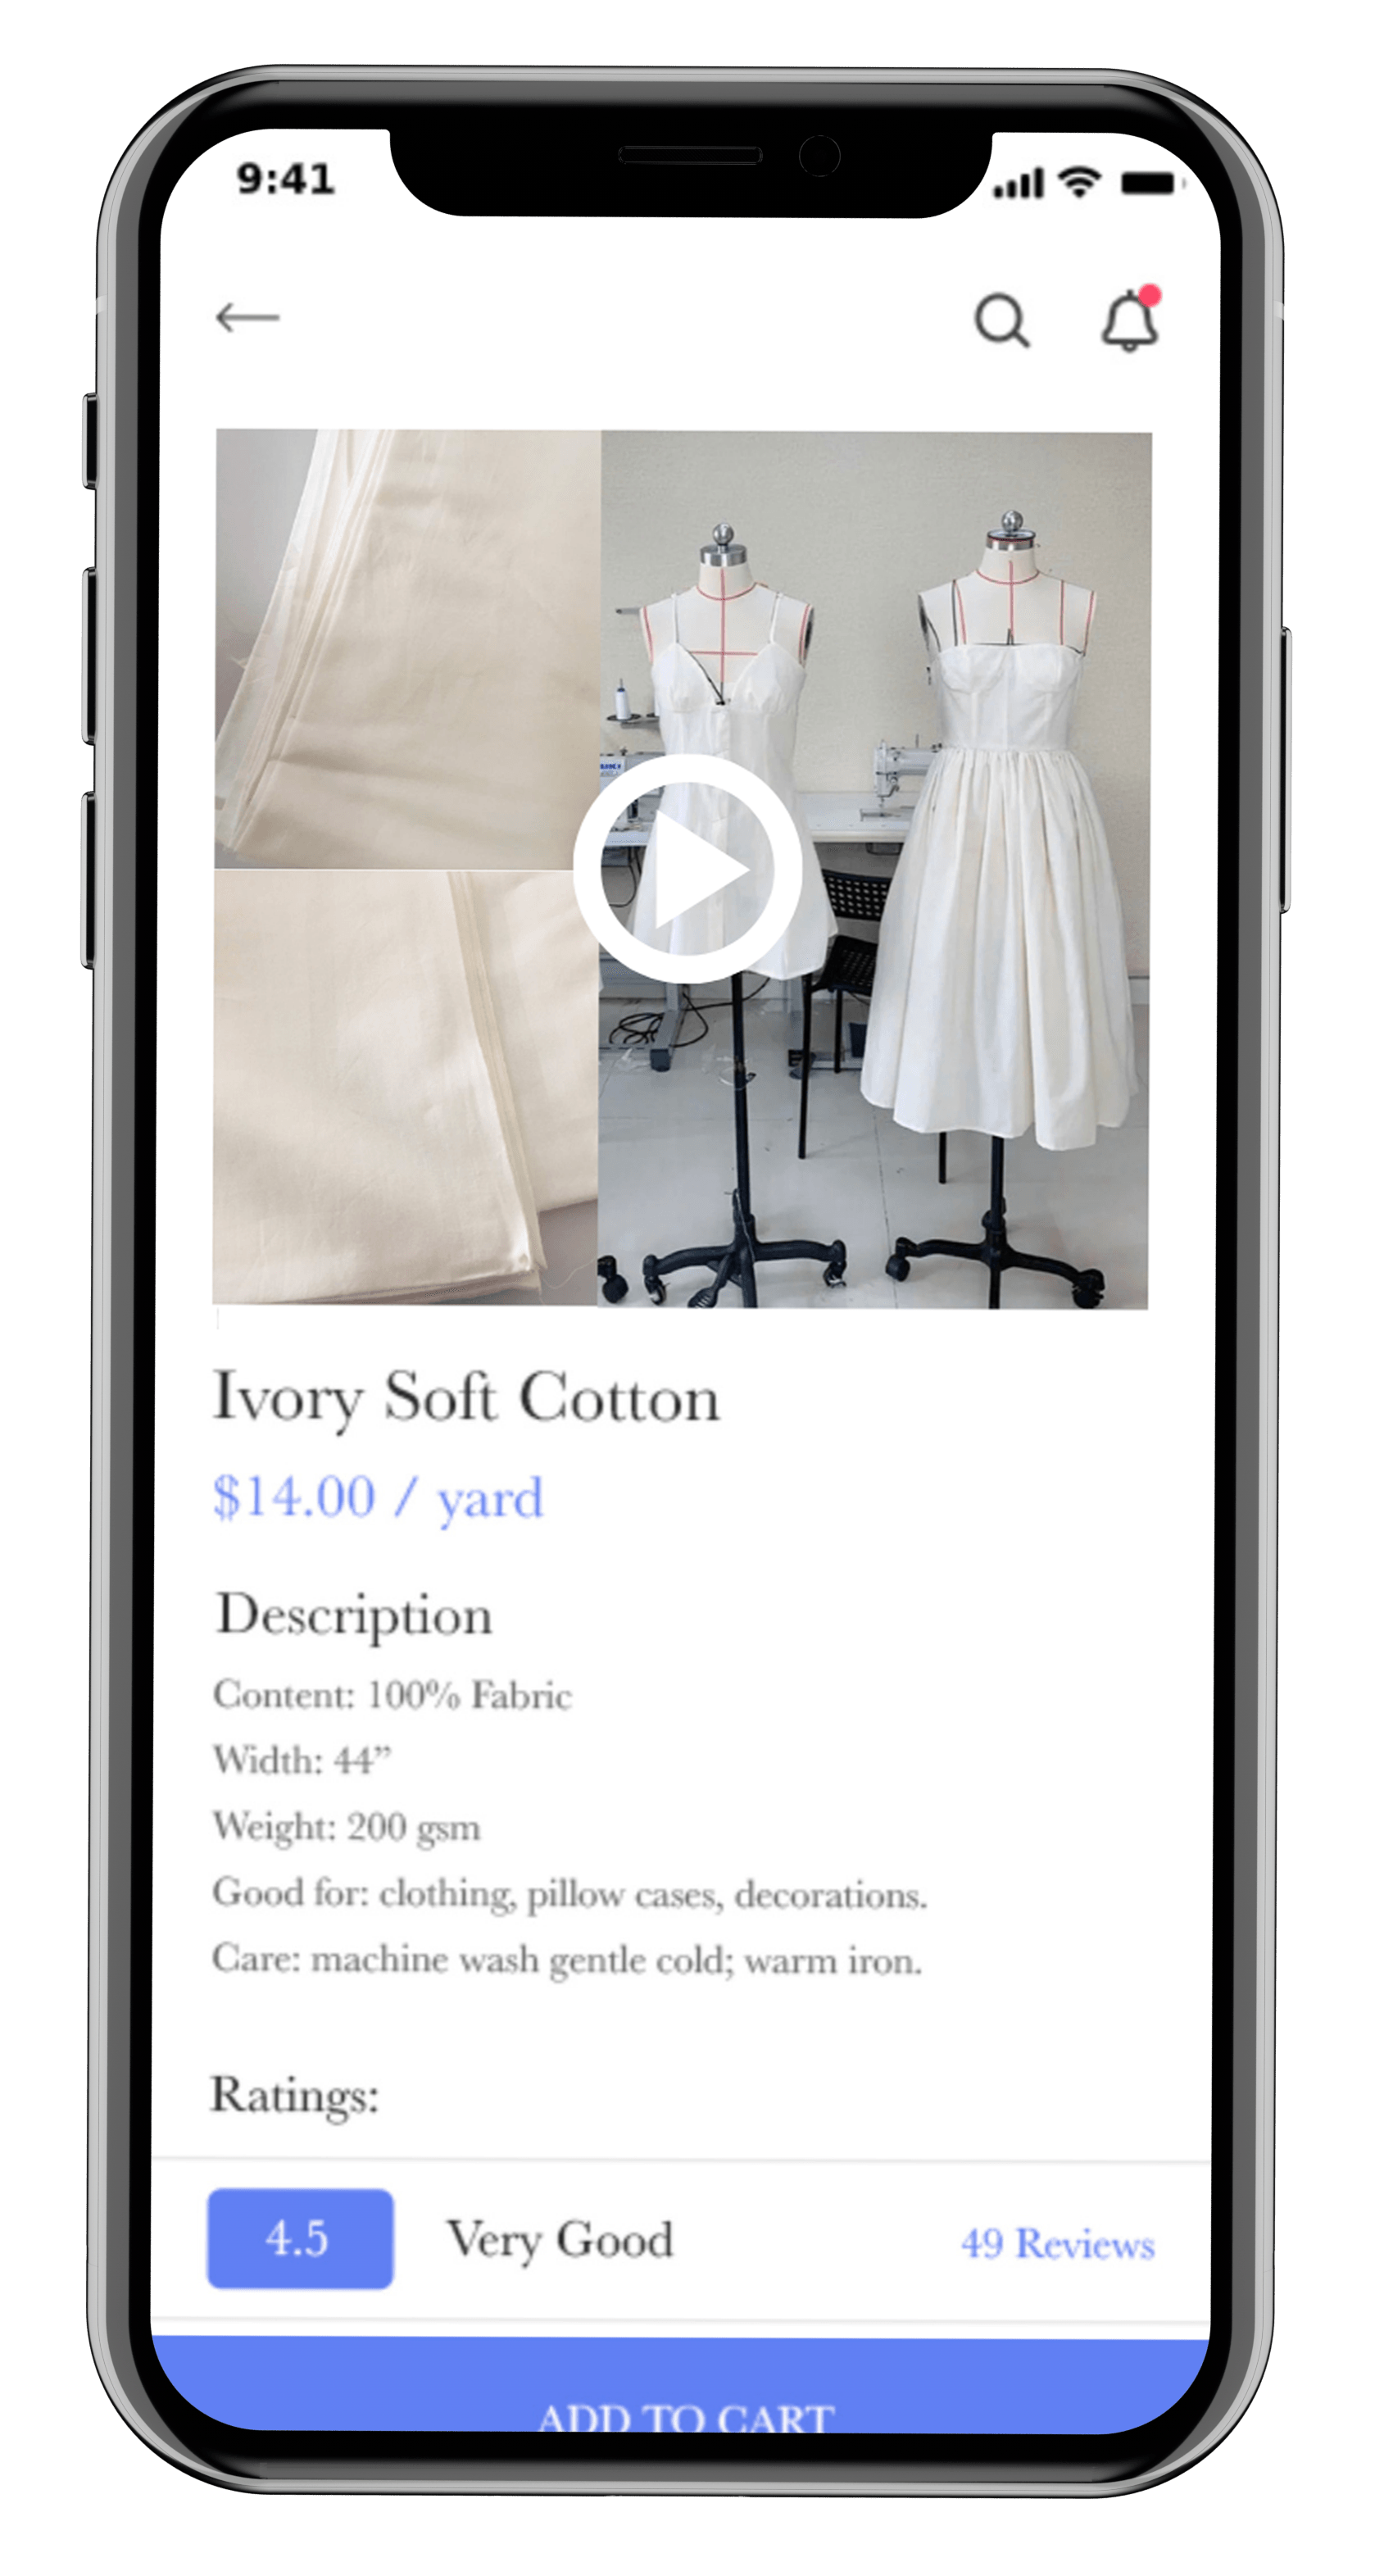 9:41
Ivory Soft Cotton
$14.00 / yard
Description
Content: 100% Fabric
Width: 44”
Weight: 200 gsm
Good for: clothing, pillow cases, decorations.
Care: machine wash gentle cold; warm iron.
Ratings:
4.5 Very Good 49 Reviews
ADD TO CART